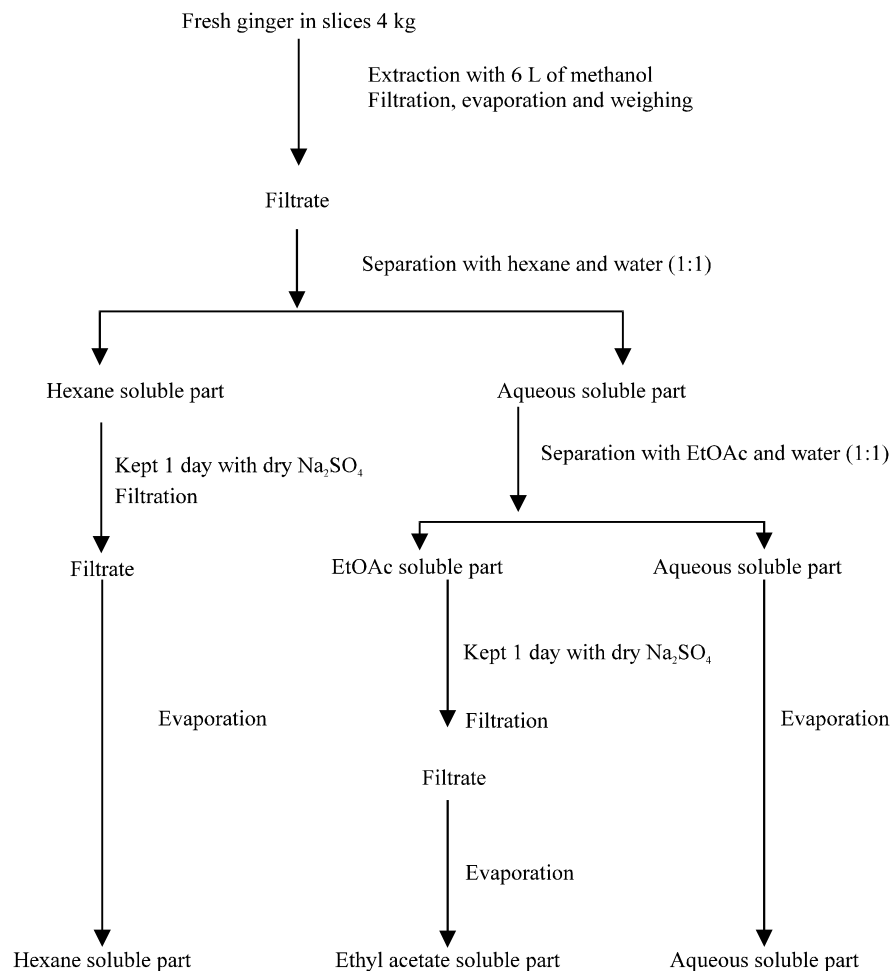 Fresh ginger in slices 4 kg
Extraction with 6 L of methanol
Filtration, evaporation and weighing
Filtrate
Separation with hexane and water (1:1)
Hexane soluble part
Aqueous soluble part
Kept 1 day with dry Na₂SO₄
Filtration
Separation with EtOAc and water (1:1)
Filtrate
EtOAc soluble part
Aqueous soluble part
Kept 1 day with dry Na₂SO₄
Evaporation
Filtration
Evaporation
Filtrate
Evaporation
Hexane soluble part
Ethyl acetate soluble part
Aqueous soluble part